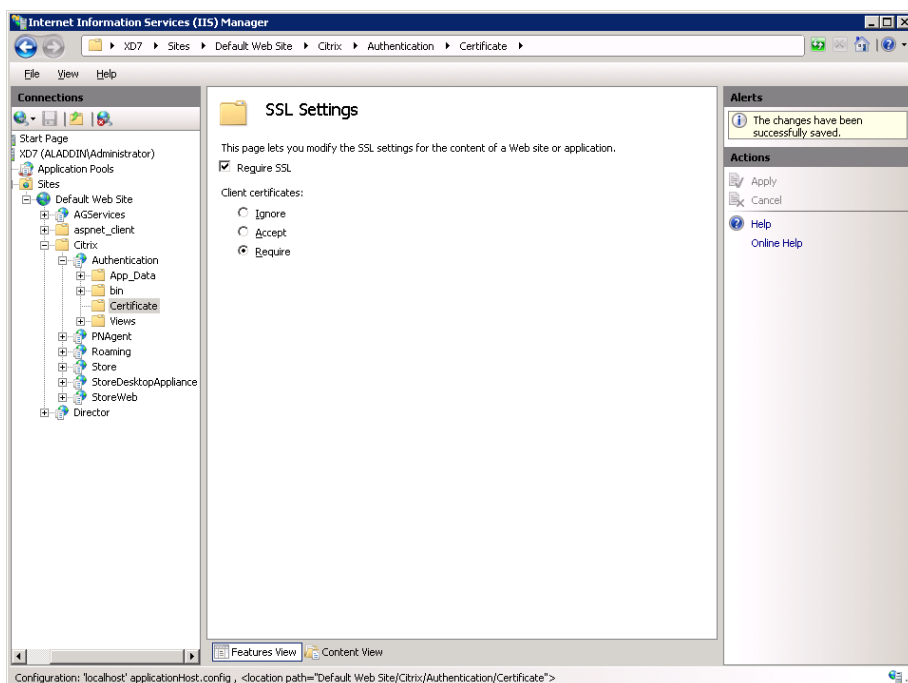 Internet Information Services (IIS) Manager
XD7 Sites Default Web Site Citrix Authentication Certificate
File View Help
Connections
Start Page
XD7 (ALADDIN\Administrator)
Application Pools
Sites
Default Web Site
AGServices
aspnet_client
Citrix
Authentication
App_Data
bin
Certificate
Views
PNAgent
Roaming
Store
StoreDesktopAppliance
StoreWeb
Director
SSL Settings
This page lets you modify the SSL settings for the content of a Web site or application.
Require SSL
Client certificates:
Ignore
Accept
Require
Features View Content View
Alerts
The changes have been
successfully saved.
Actions
Apply
Cancel
Help
Online Help
Configuration: 'localhost' applicationHost.config , <location path="Default Web Site/Citrix/Authentication/Certificate">